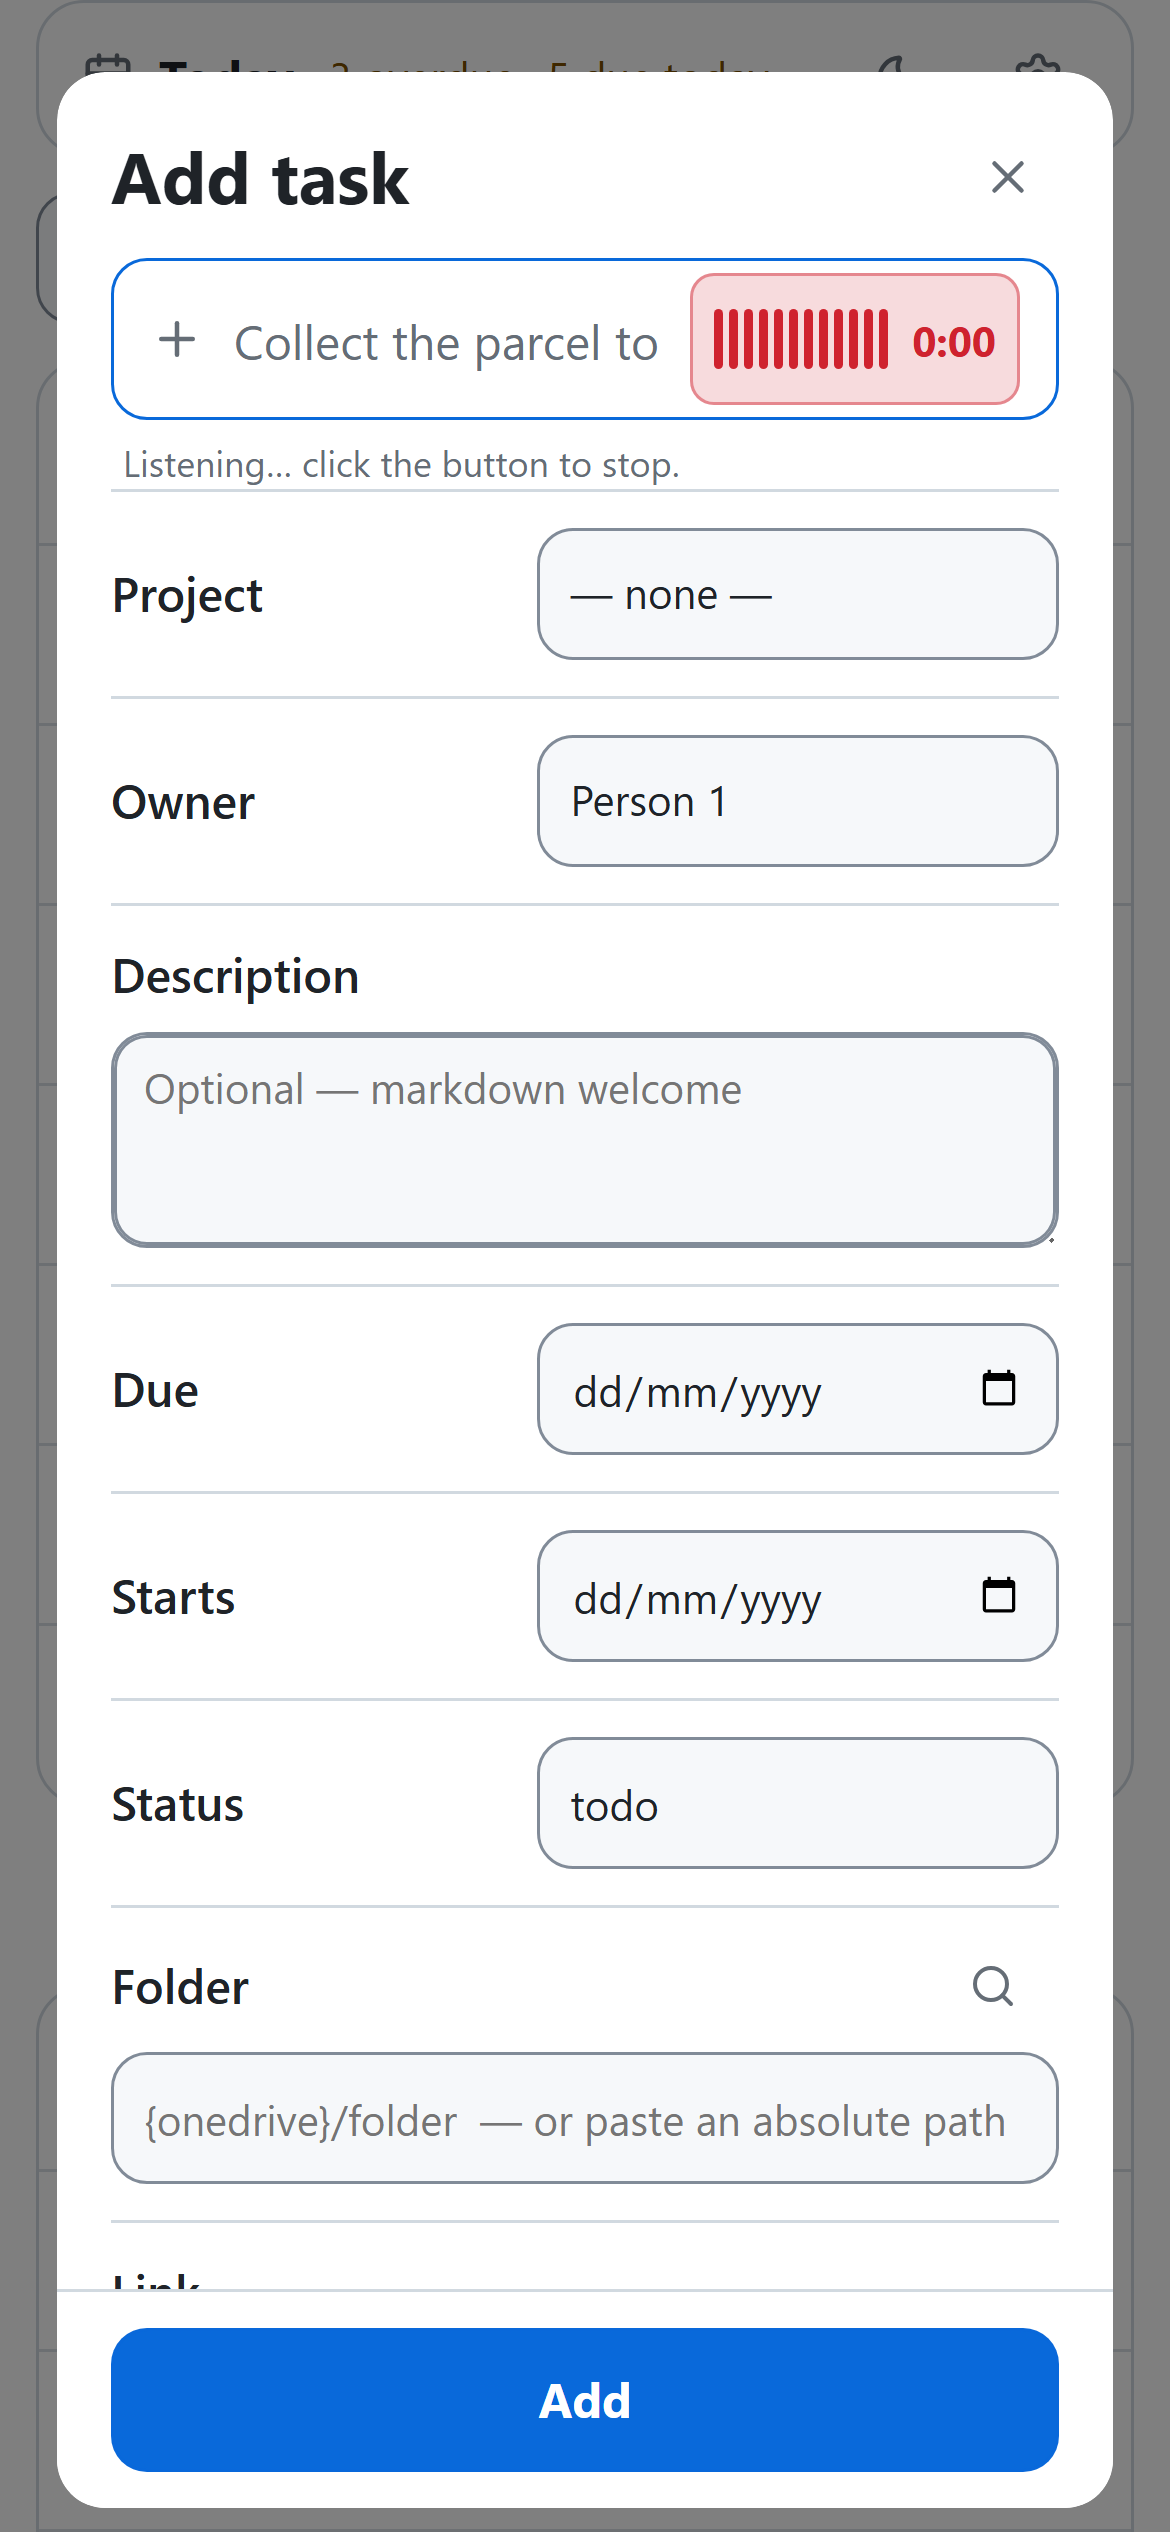 Add task
Collect the parcel to
0:00
Listening... click the button to stop.
Project
— none —
Owner
Person 1
Description
Optional — markdown welcome
Due
dd/mm/yyyy
Starts
dd/mm/yyyy
Status
todo
Folder
{onedrive}/folder — or paste an absolute path
Link
Add